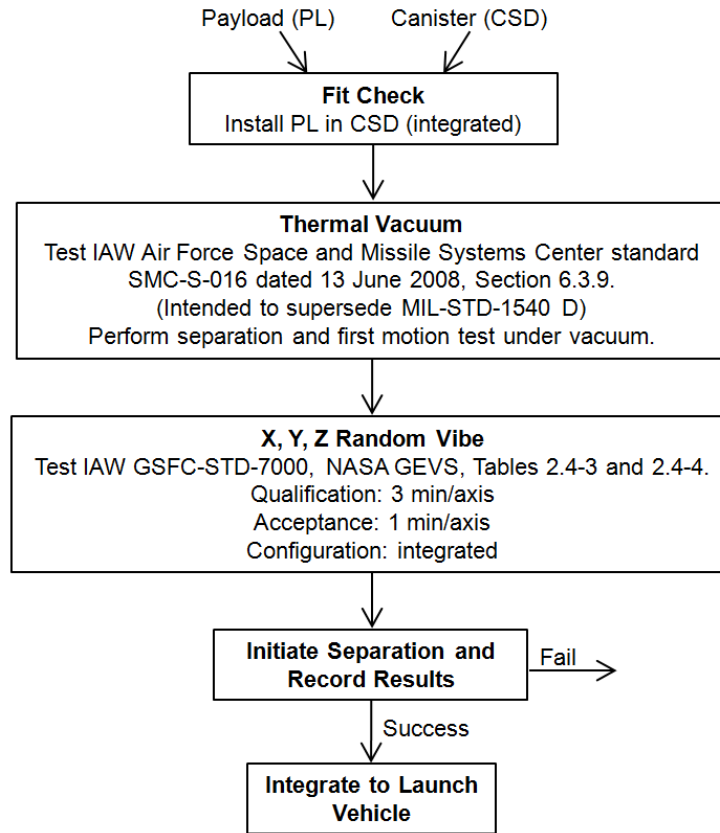 Payload (PL)
Canister (CSD)
Fit Check
Install PL in CSD (integrated)
Thermal Vacuum
Test IAW Air Force Space and Missile Systems Center standard
SMC-S-016 dated 13 June 2008, Section 6.3.9.
(Intended to supersede MIL-STD-1540 D)
Perform separation and first motion test under vacuum.
X, Y, Z Random Vibe
Test IAW GSFC-STD-7000, NASA GEVS, Tables 2.4-3 and 2.4-4.
Qualification: 3 min/axis
Acceptance: 1 min/axis
Configuration: integrated
Initiate Separation and
Record Results
Fail
Success
Integrate to Launch
Vehicle